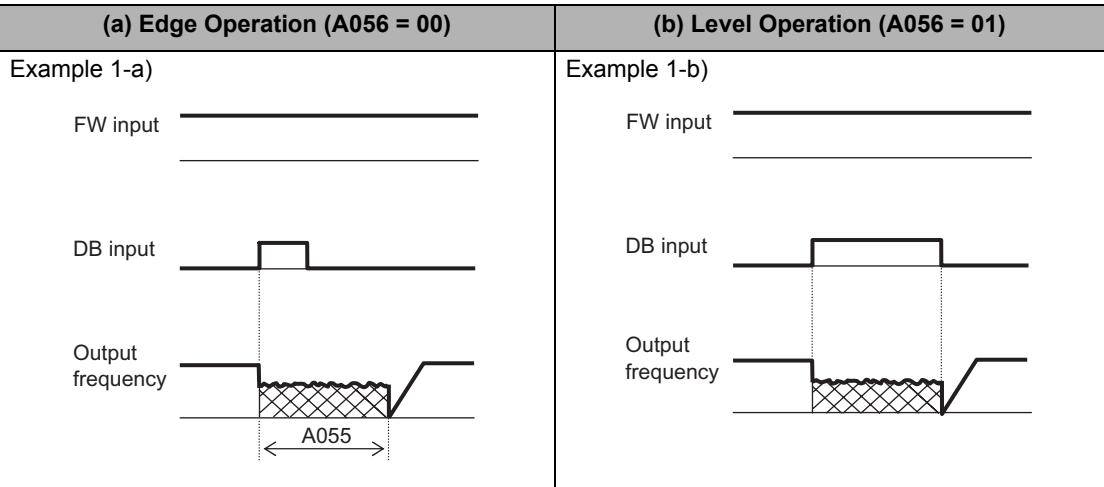 (a) Edge Operation (A056 = 00)
(b) Level Operation (A056 = 01)
Example 1-a)
FW input
DB input
Output
frequency
A055
Example 1-b)
FW input
DB input
Output
frequency